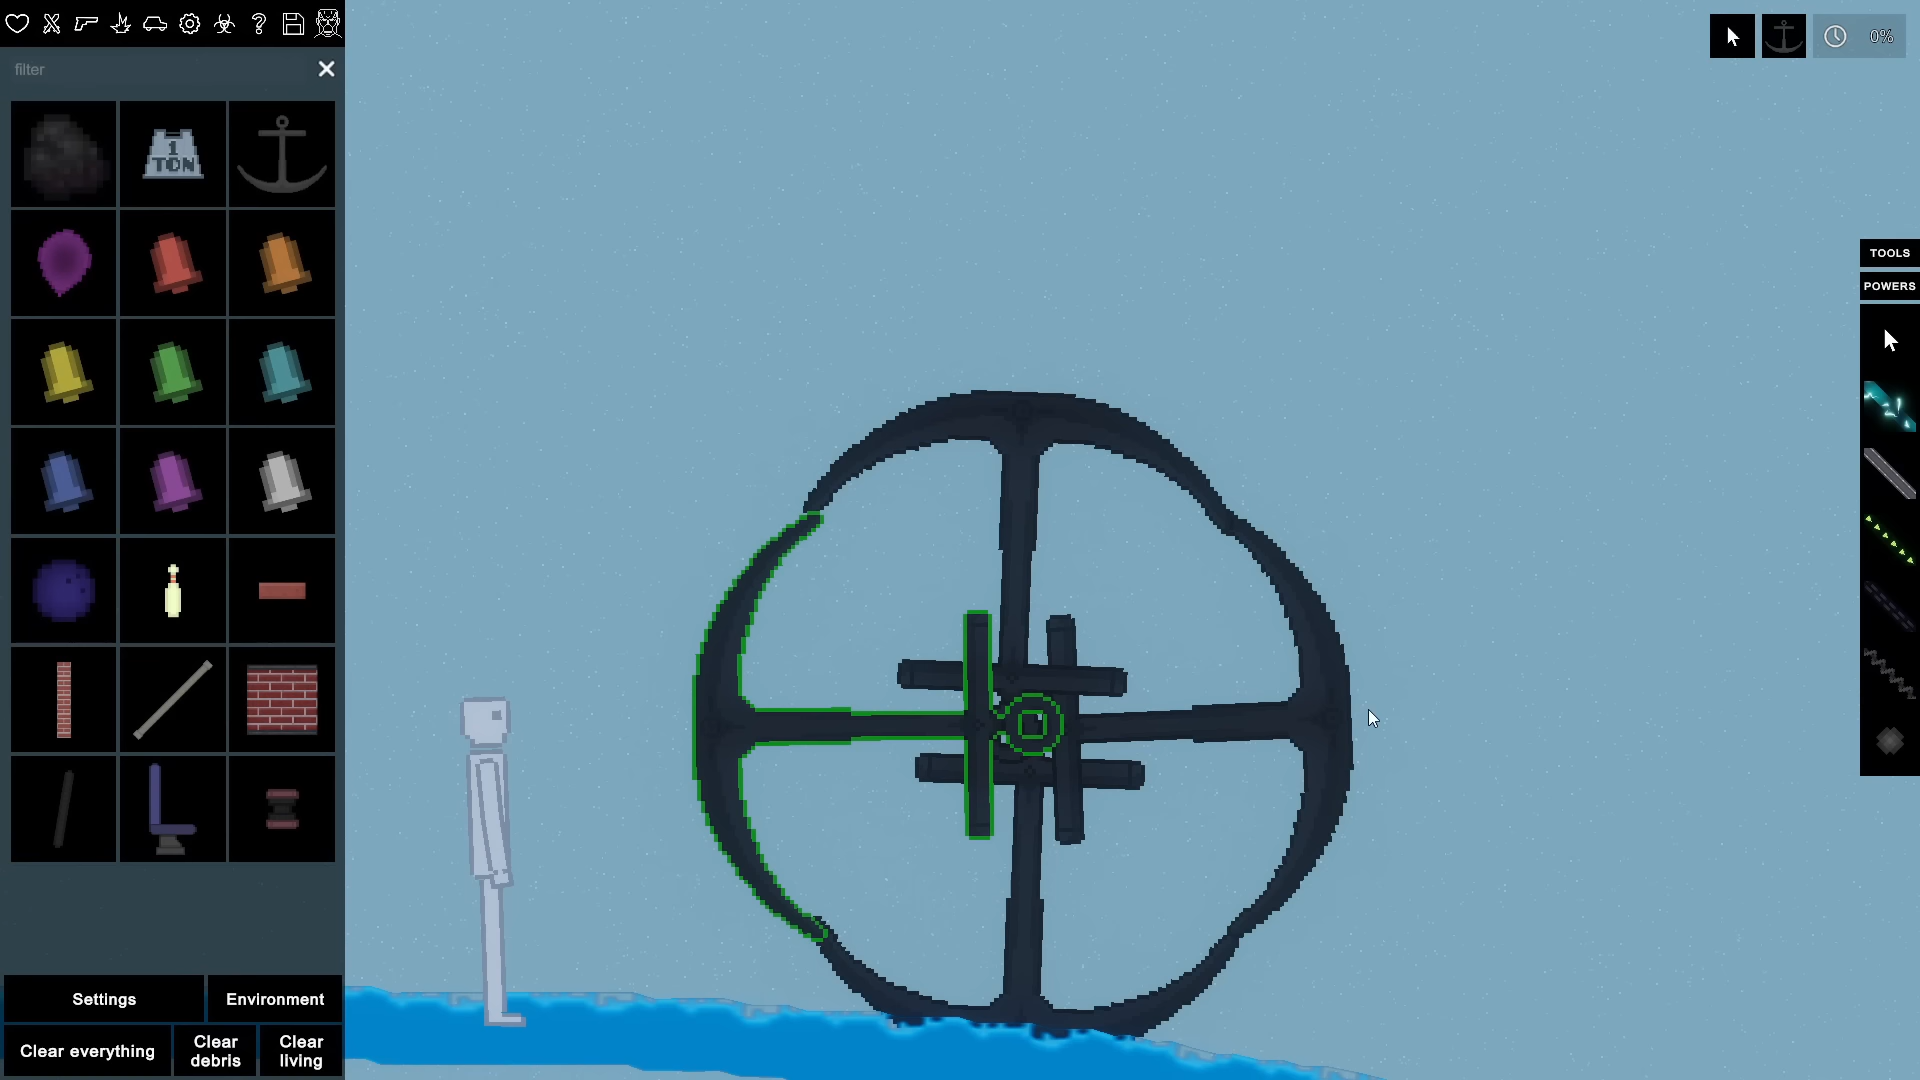 filter
0%
1
TON
TOOLS
POWERS
Settings
Environment
Clear everything
Clear
debris
Clear
living